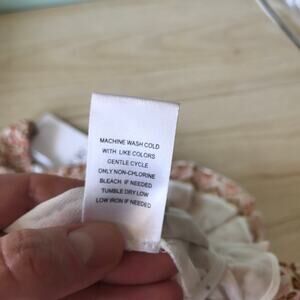 MACHINE WASH COLD
WITH LIKE COLORS
GENTLE CYCLE
ONLY NON-CHLORINE
BLEACH IF NEEDED
TUMBLE DRY LOW
LOW IRON IF NEEDED